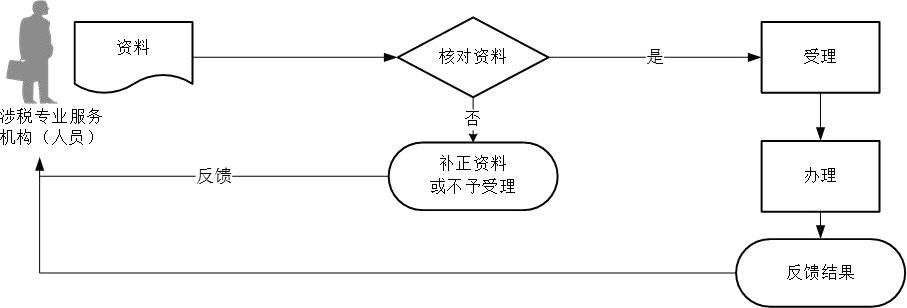 资料
核对资料
是
受理
涉税专业服务
机构（人员）
否
补正资料
或不予受理
反馈
办理
反馈结果